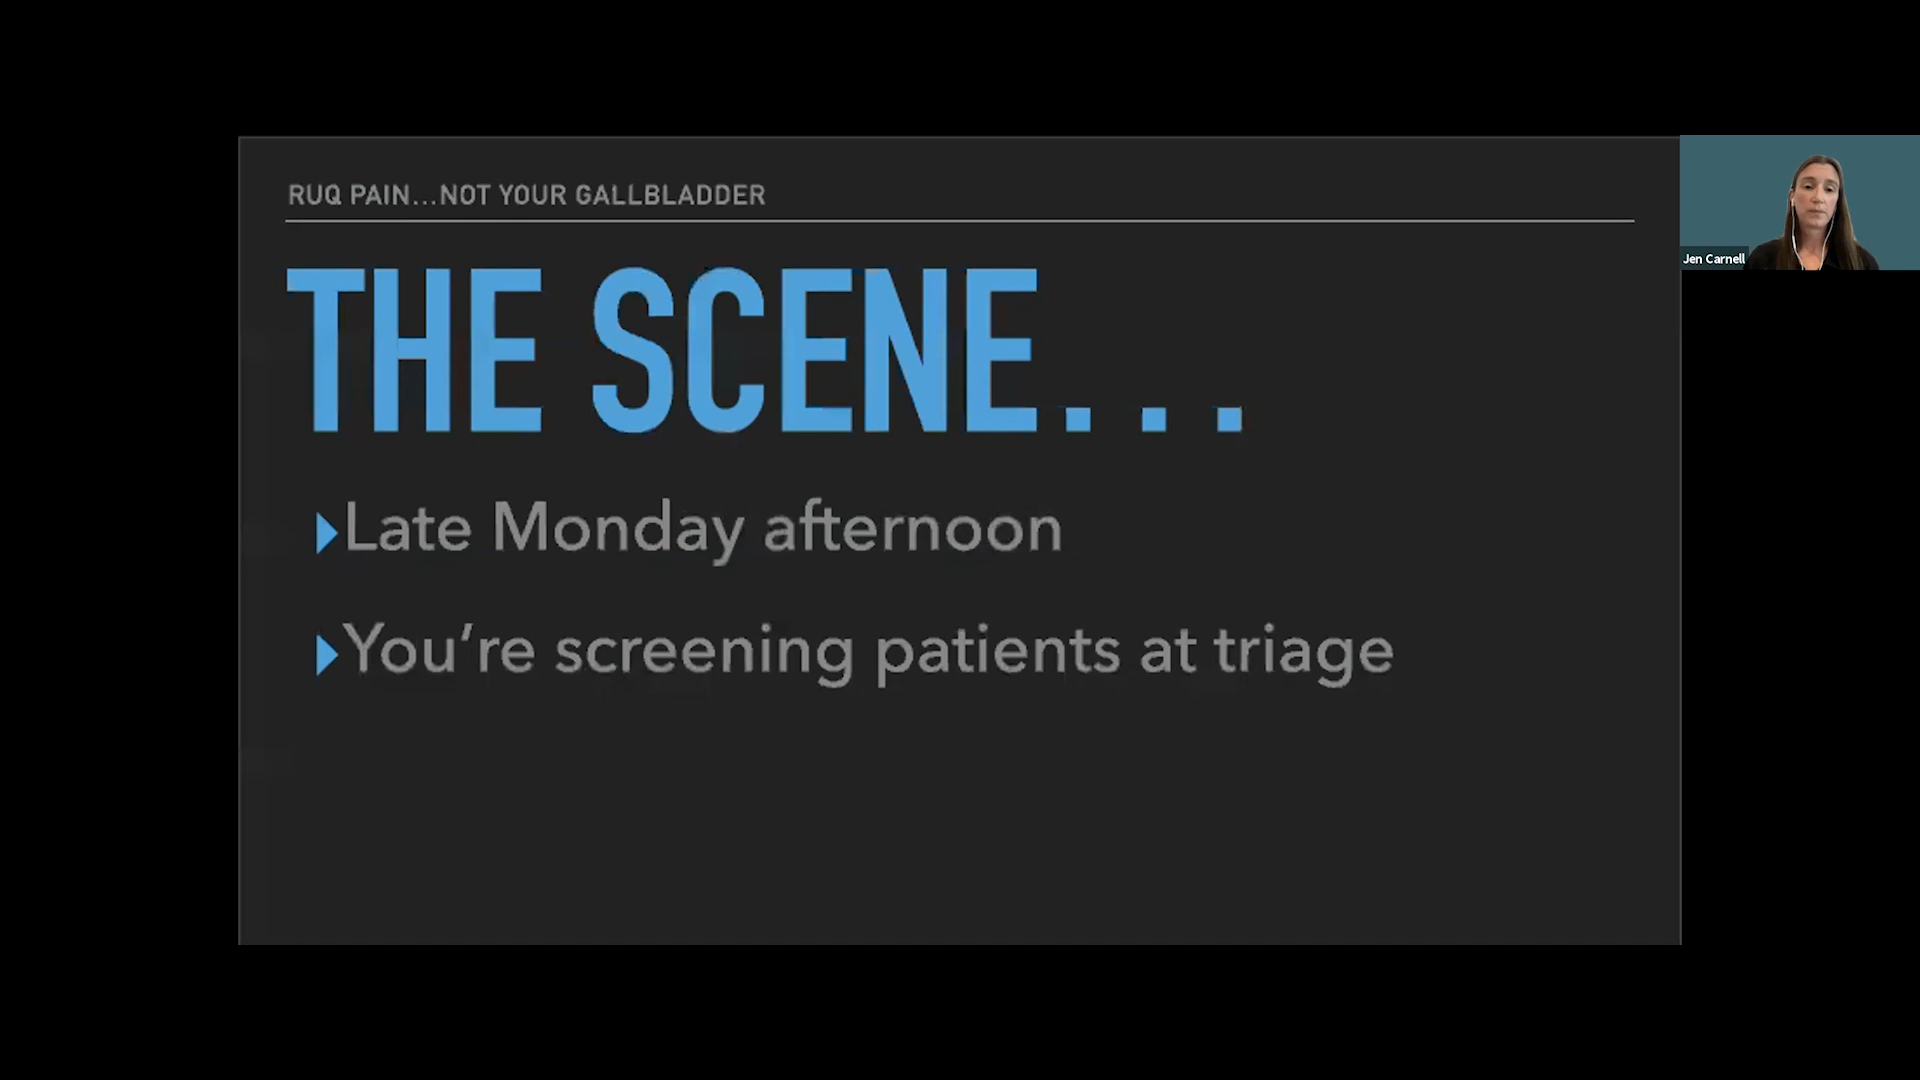 RUQ PAIN...NOT YOUR GALLBLADDER
THE SCENE...
Late Monday afternoon
You’re screening patients at triage
Jen Carnell